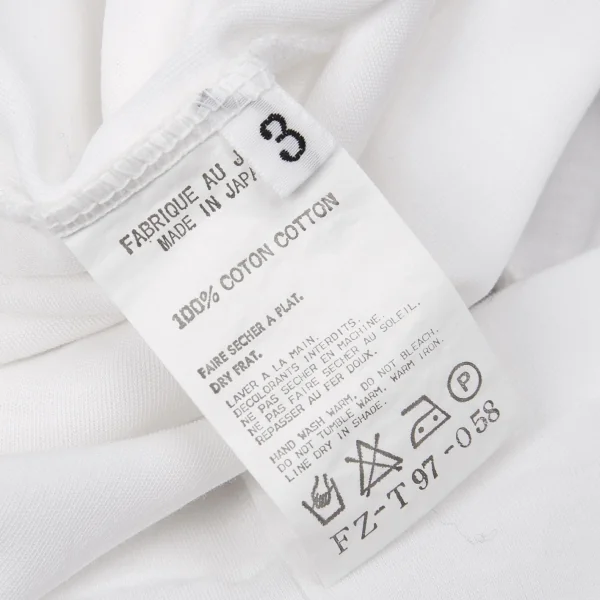 3
FABRIQUE AU J
MADE IN JAPA
100% COTON COTTON
FAIRE SECHER A PLAT.
DRY FRAT.
LAVER A LA MAIN.
DECOLORANTS INTERDITS.
NE PAS SECHER EN MACHINE.
NE PAS FAIRE SECHER AU SOLEIL.
REPASSER AU FER DOUX.
HAND WASH WARM, DO NOT BLEACH.
DO NOT TUMBLE WARM. WARM IRON.
LINE DRY IN SHADE.
P
FZ-T97-058